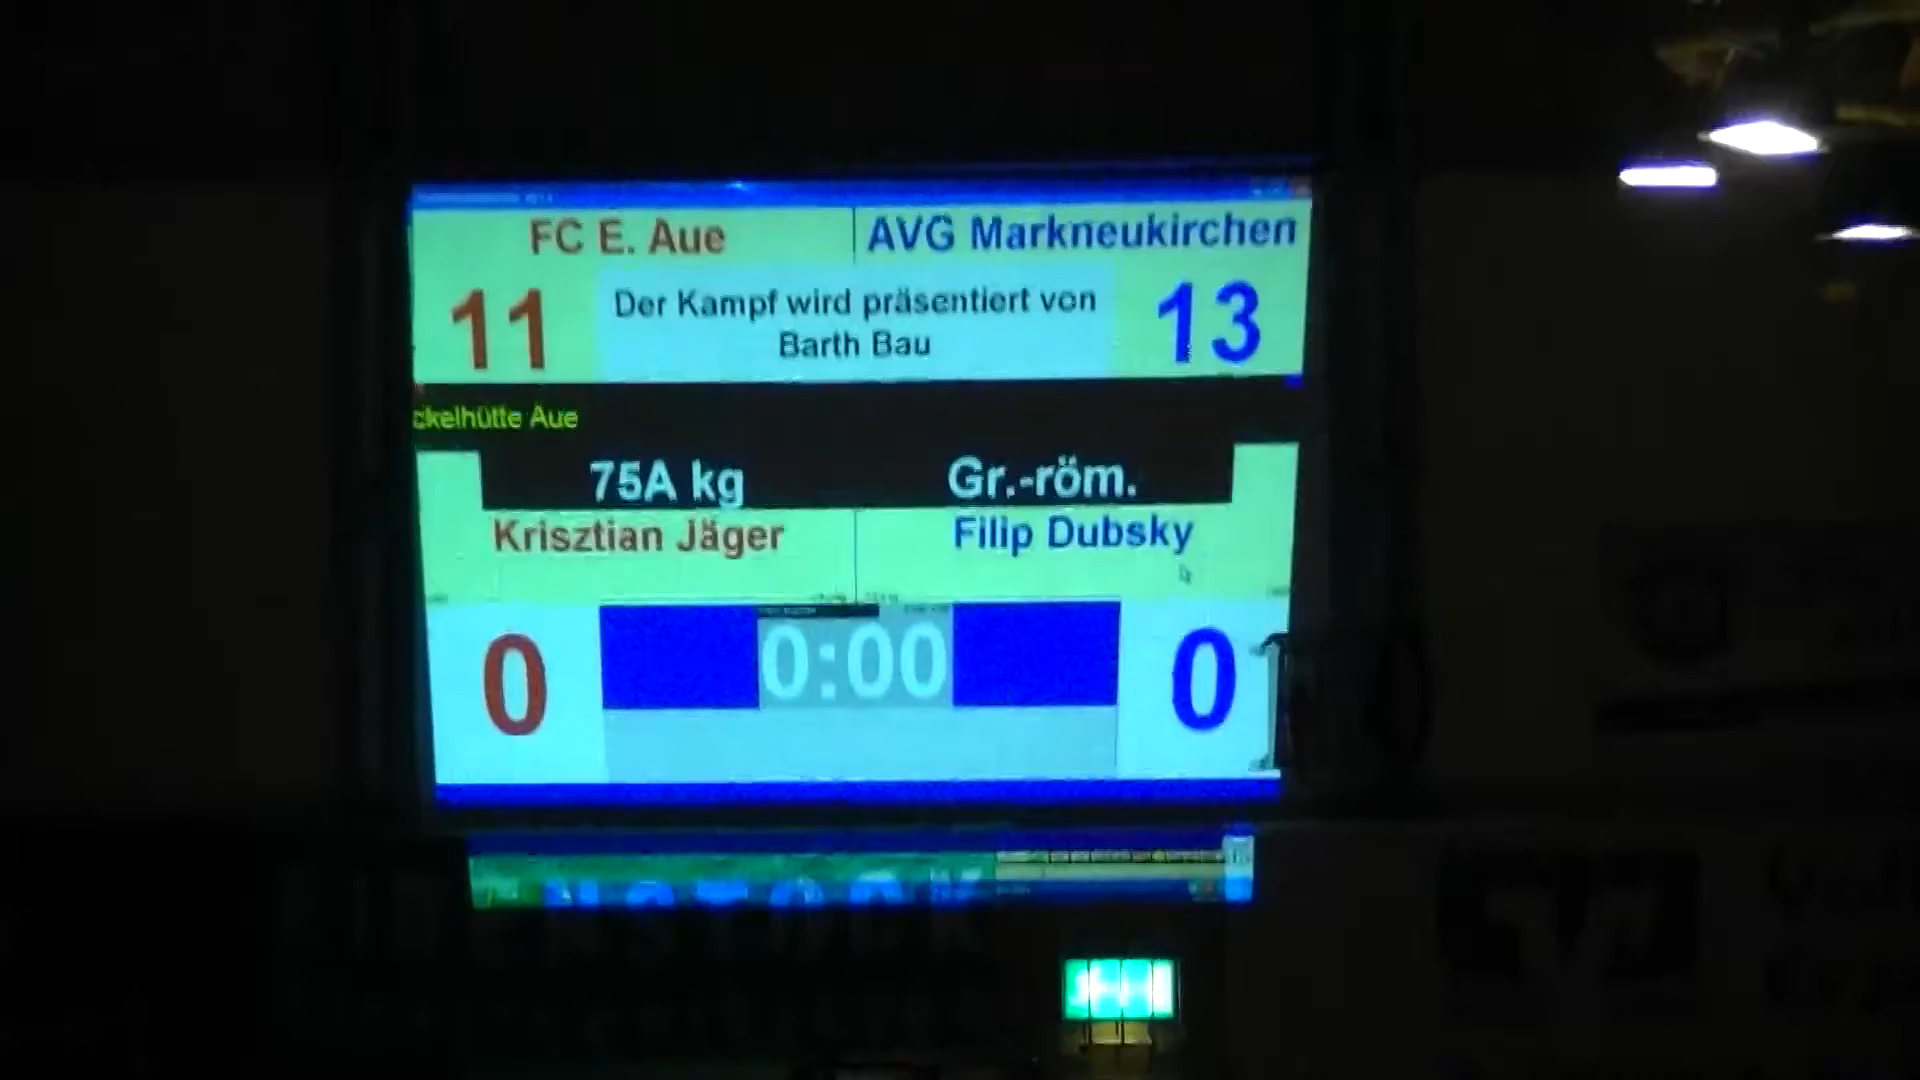 FC E. Aue
AVG Markneukirchen
11
Der Kampf wird präsentiert von
Barth Bau
13
ckelhütte Aue
75A kg
Gr.-röm.
Krisztian Jäger
Filip Dubsky
0
0:00
0